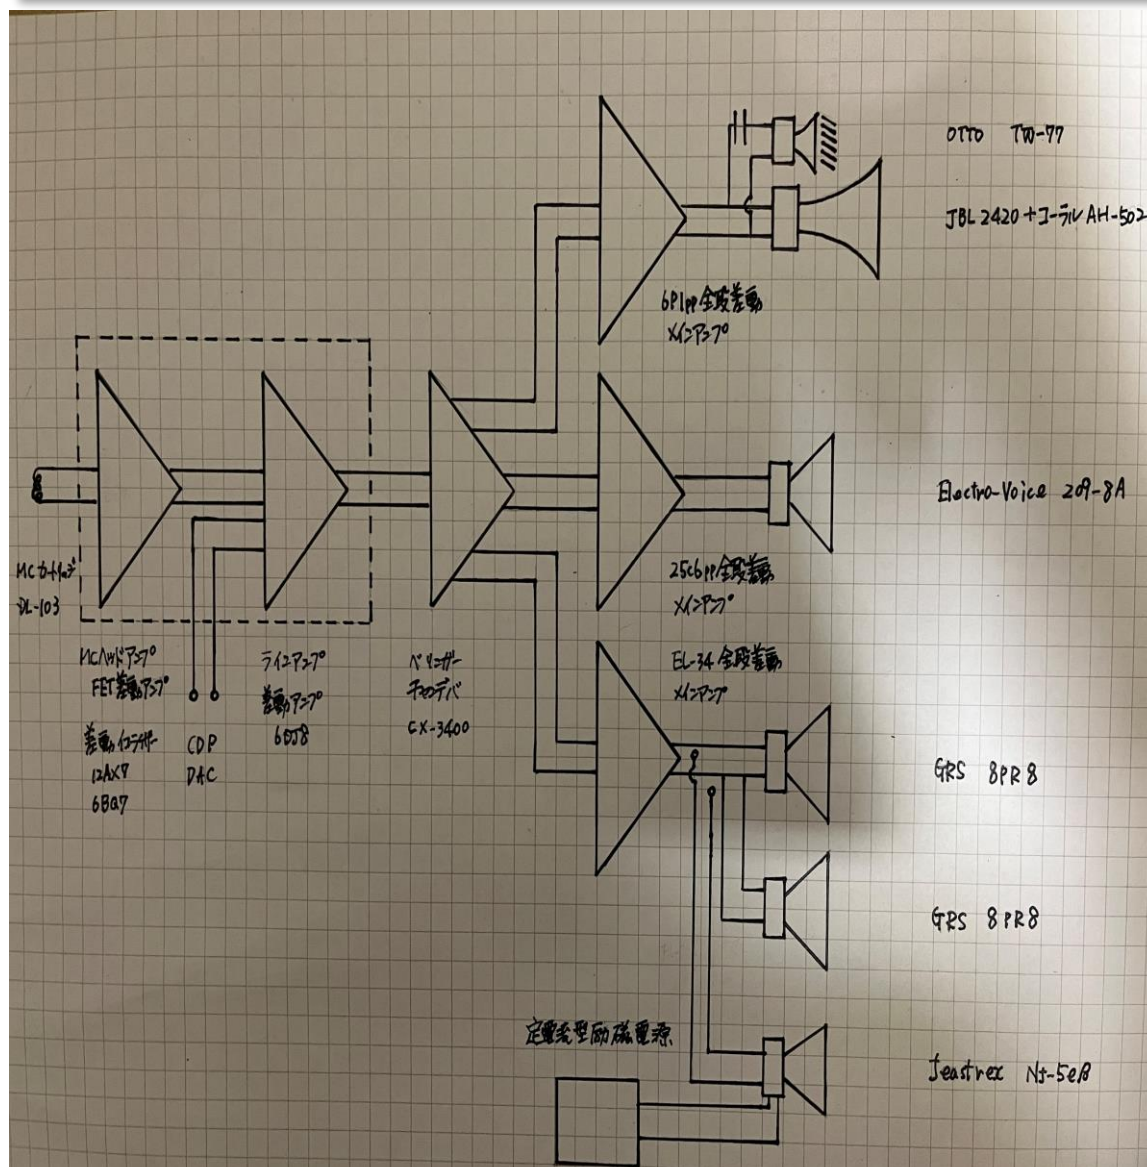 OTTO TW-77
JBL 2420+コーラル AH-502
6P1pp全段差動
メインアンプ
Electro-Voice 209-8A
25C6pp全段差動
メインアンプ
MCカートリッジ
DL-103
MCヘッドアンプ
FET差動アンプ
差動イコライザー
12AX7
6BQ7
CDP
DAC
ラインアンプ
差動アンプ
6DJ8
ベリンガー
チャンデバ
CX-3400
EL-34全段差動
メインアンプ
GRS 8PR8
GRS 8PR8
定電流型励磁電源
feastrex